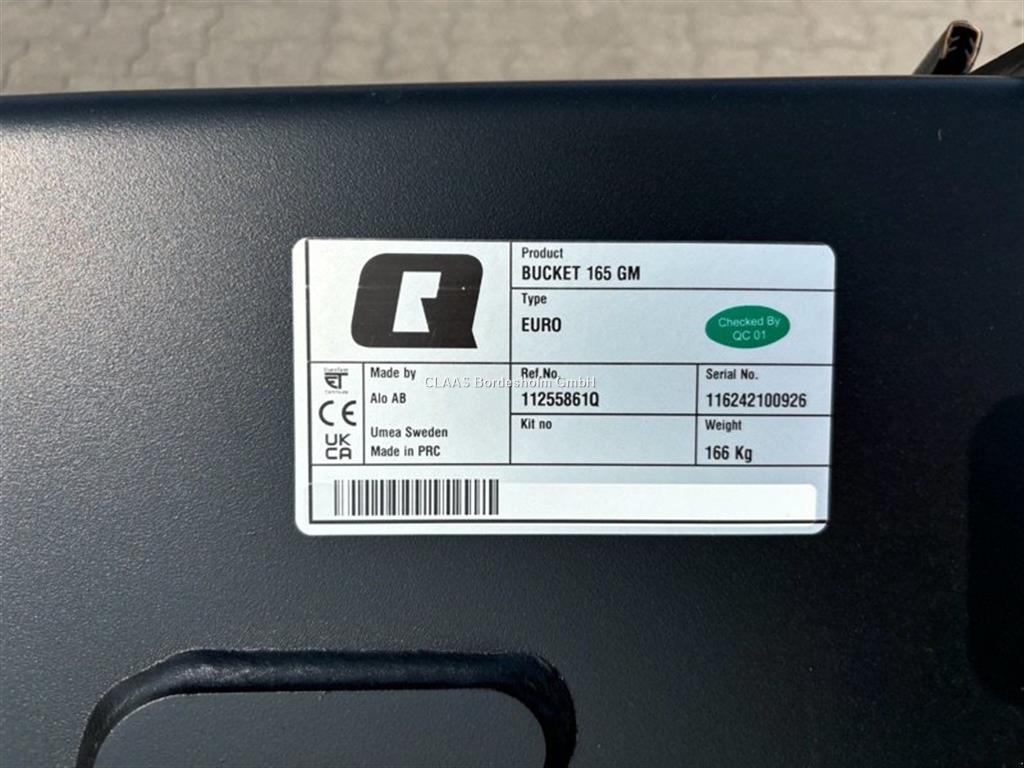 Product
BUCKET 165 GM
Type
EURO
Checked By
QC 01
CE
UK
CA
Made by
Alo AB
Umea Sweden
Made in PRC
Ref.No.
11255861Q
Serial No.
116242100926
Kit no
Weight
166 Kg
CLAAS Bordesholm GmbH